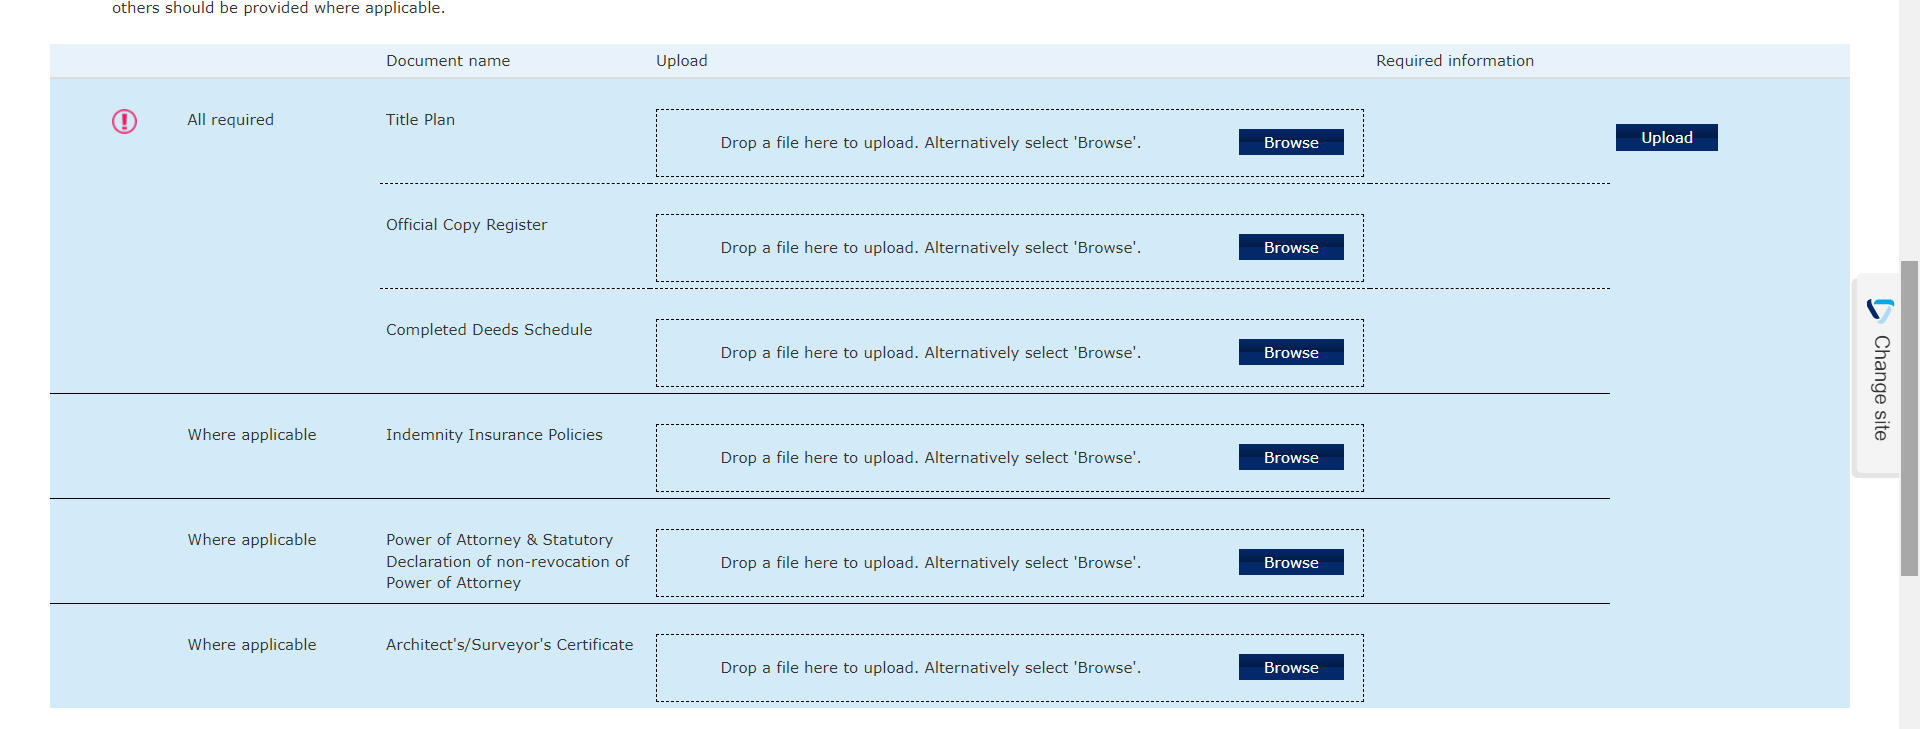 others should be provided where applicable.
Document name Upload Required information
All required Title Plan
Drop a file here to upload. Alternatively select 'Browse'. Browse Upload
Official Copy Register
Drop a file here to upload. Alternatively select 'Browse'. Browse
Completed Deeds Schedule
Drop a file here to upload. Alternatively select 'Browse'. Browse
Where applicable Indemnity Insurance Policies
Drop a file here to upload. Alternatively select 'Browse'. Browse
Where applicable Power of Attorney & Statutory
Declaration of non-revocation of
Power of Attorney
Drop a file here to upload. Alternatively select 'Browse'. Browse
Where applicable Architect's/Surveyor's Certificate
Drop a file here to upload. Alternatively select 'Browse'. Browse
Change site